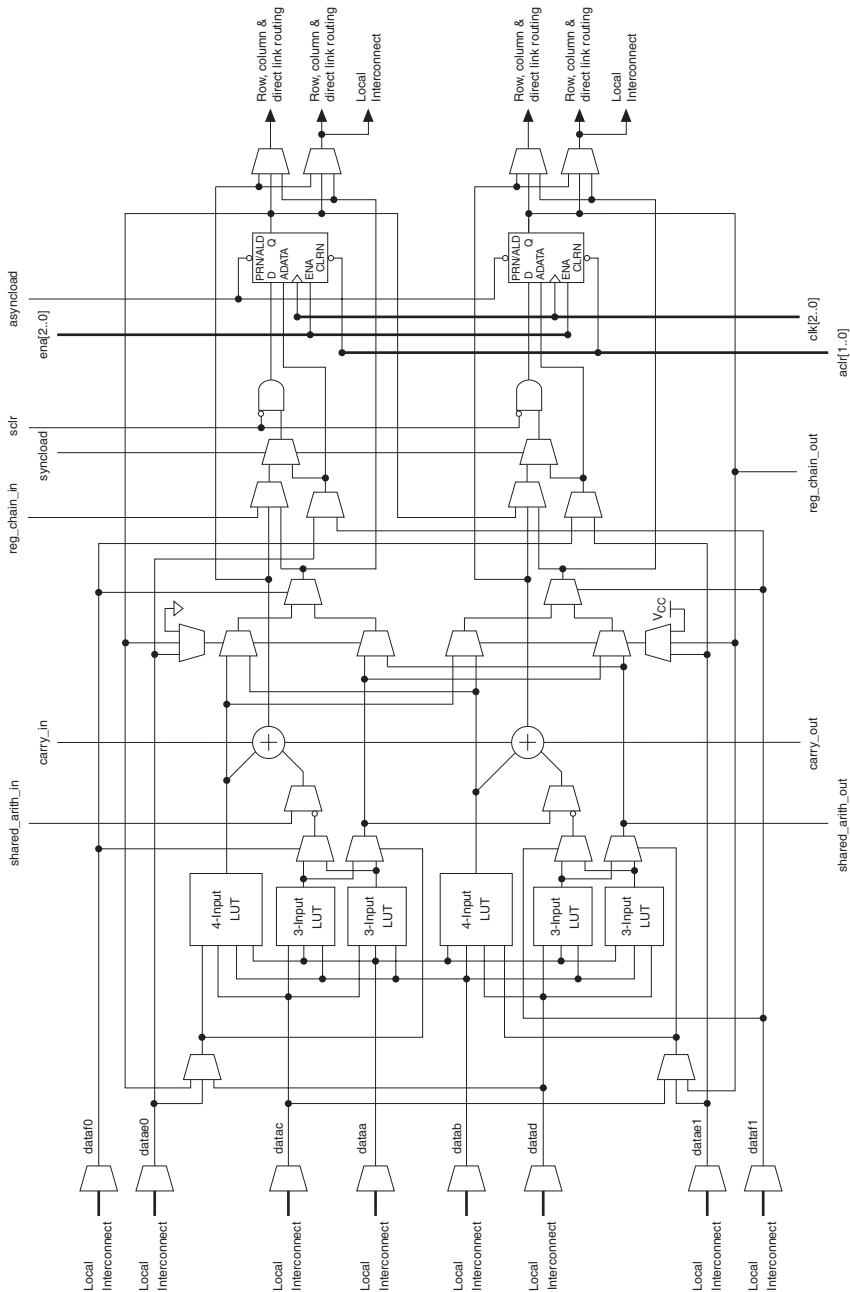 Row, column &
direct link routing
Row, column &
direct link routing
Local
Interconnect
Row, column &
direct link routing
Row, column &
direct link routing
Local
Interconnect
PRN/ALD
D
Q
ADATA
ENA
CLRN
PRN/ALD
D
Q
ADATA
ENA
CLRN
asyncload
ena[2..0]
sclr
syncload
reg_chain_in
carry_in
shared_arith_in
clk[2..0]
aclr[1..0]
reg_chain_out
carry_out
shared_arith_out
VCC
4-Input
LUT
3-Input
LUT
3-Input
LUT
4-Input
LUT
3-Input
LUT
3-Input
LUT
dataf0
datae0
datac
dataa
datab
datad
datae1
dataf1
Local
Interconnect
Local
Interconnect
Local
Interconnect
Local
Interconnect
Local
Interconnect
Local
Interconnect
Local
Interconnect
Local
Interconnect